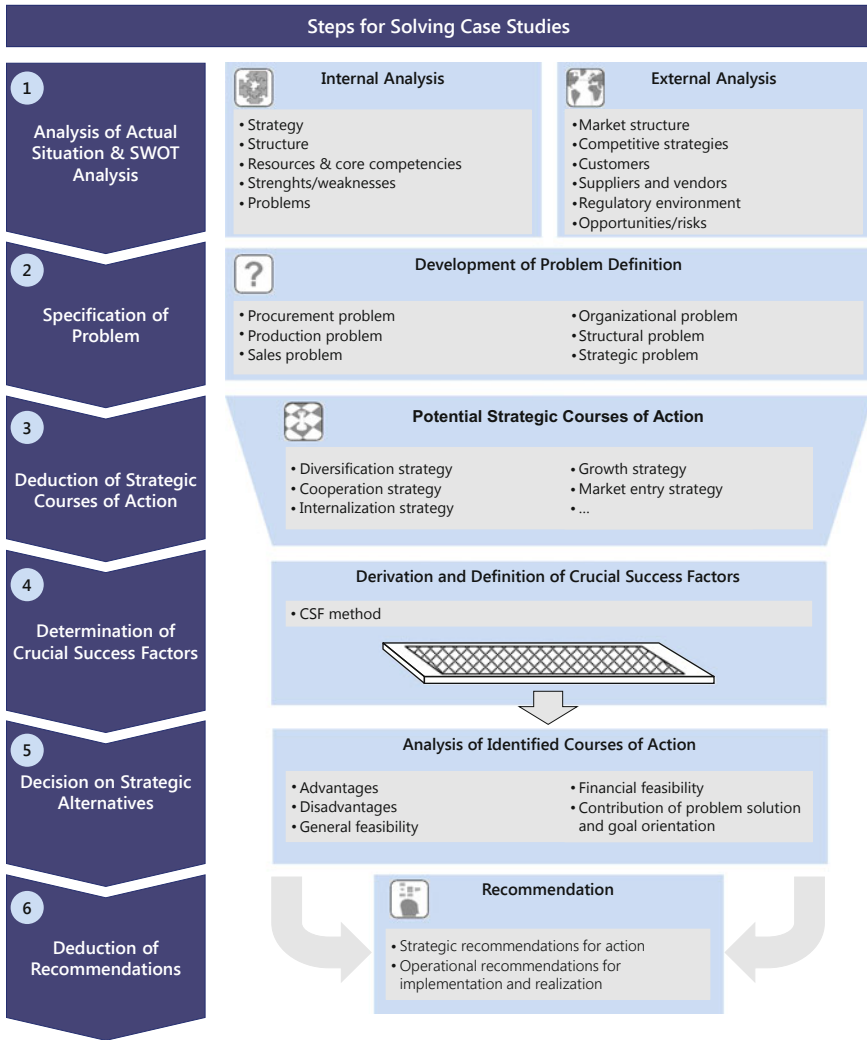 Steps for Solving Case Studies
1
Analysis of Actual
Situation & SWOT
Analysis
Internal Analysis
• Strategy
• Structure
• Resources & core competencies
• Strenghts/weaknesses
• Problems
External Analysis
• Market structure
• Competitive strategies
• Customers
• Suppliers and vendors
• Regulatory environment
• Opportunities/risks
2
Specification of
Problem
?
Development of Problem Definition
• Procurement problem
• Production problem
• Sales problem
• Organizational problem
• Structural problem
• Strategic problem
3
Deduction of Strategic
Courses of Action
Potential Strategic Courses of Action
• Diversification strategy
• Cooperation strategy
• Internalization strategy
• Growth strategy
• Market entry strategy
• ...
4
Determination of
Crucial Success Factors
Derivation and Definition of Crucial Success Factors
• CSF method
5
Decision on Strategic
Alternatives
Analysis of Identified Courses of Action
• Advantages
• Disadvantages
• General feasibility
• Financial feasibility
• Contribution of problem solution
and goal orientation
6
Deduction of
Recommendations
Recommendation
• Strategic recommendations for action
• Operational recommendations for
implementation and realization